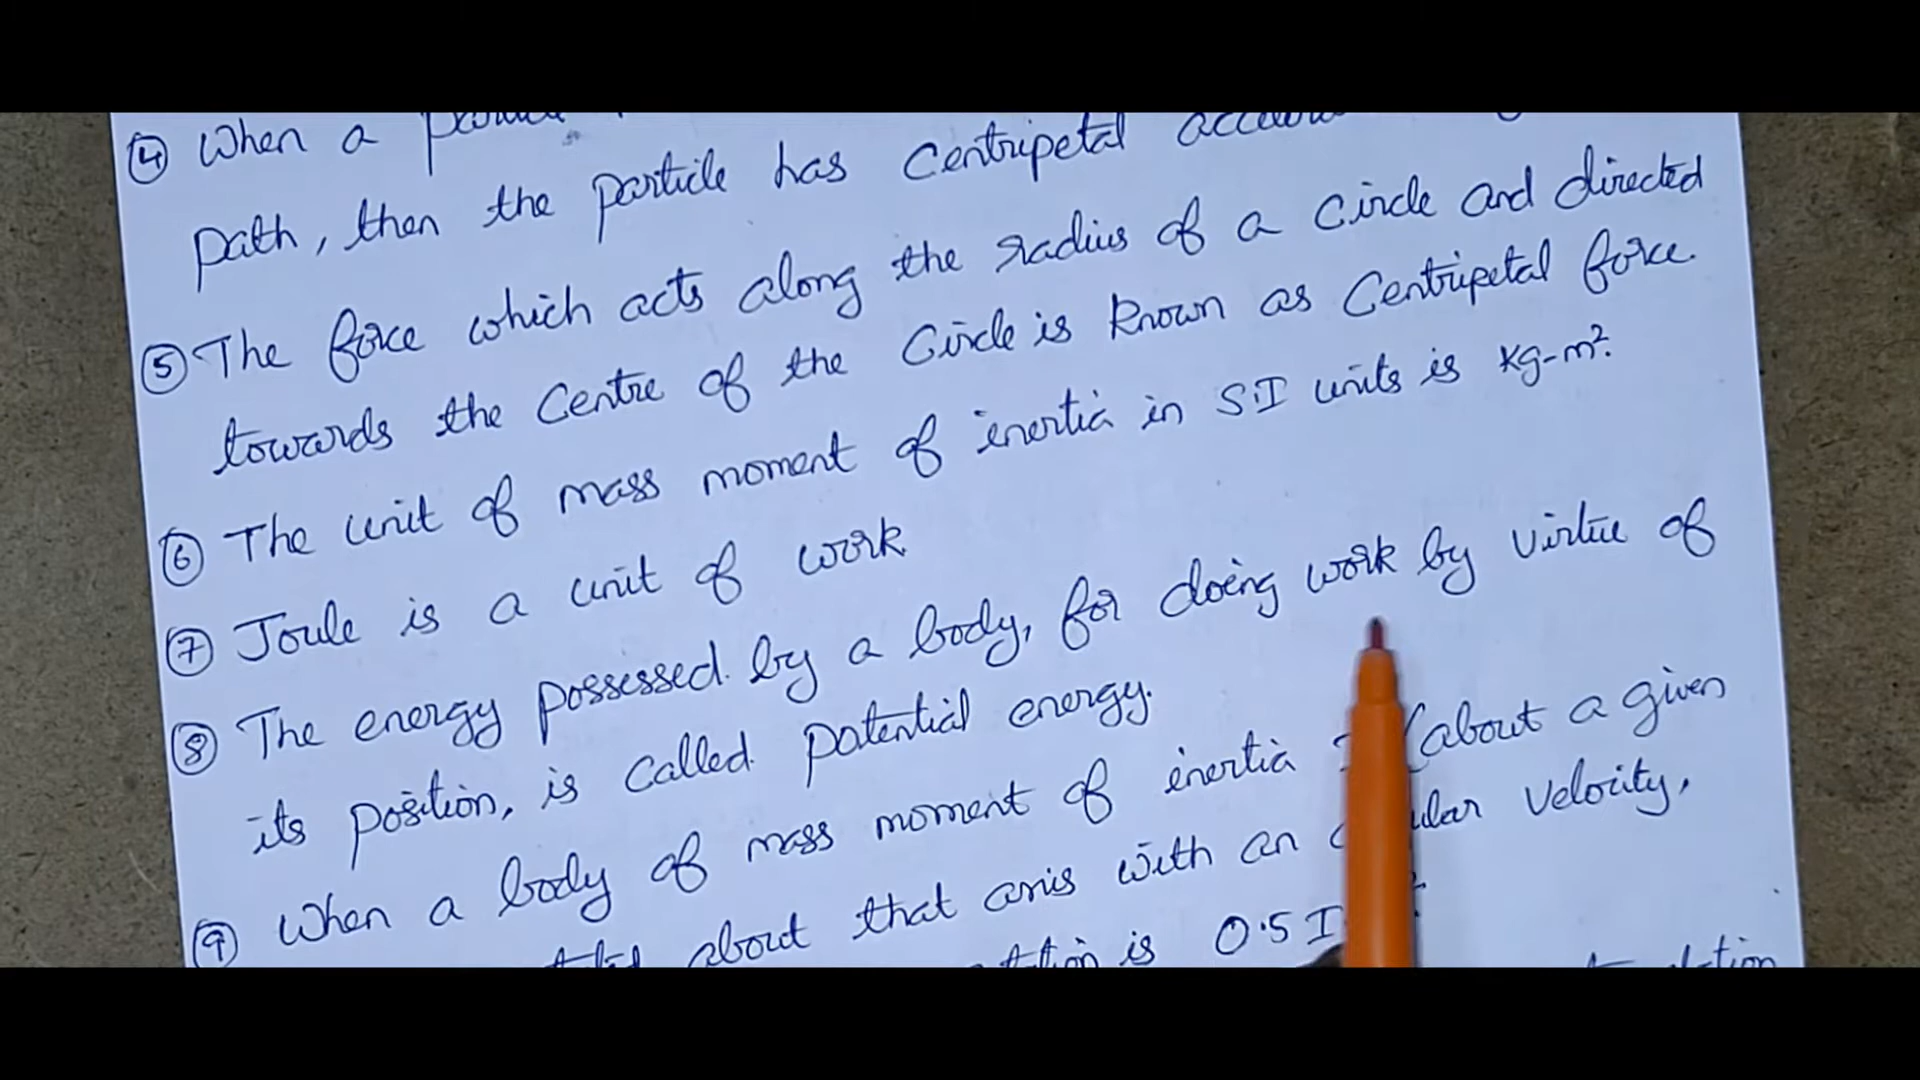 ④ When a
path, then the particle has centripetal
⑤ The force which acts along the radius of a circle and directed
towards the centre of the circle is known as centripetal force.
⑥ The unit of mass moment of inertia in S.I units is kg-m².
⑦ Joule is a unit of work
⑧ The energy possessed by a body, for doing work by virtue of
its position, is called potential energy.
⑨ When a body of mass moment of inertia (about a given
about that axis with an velocity,
is 0.5 I